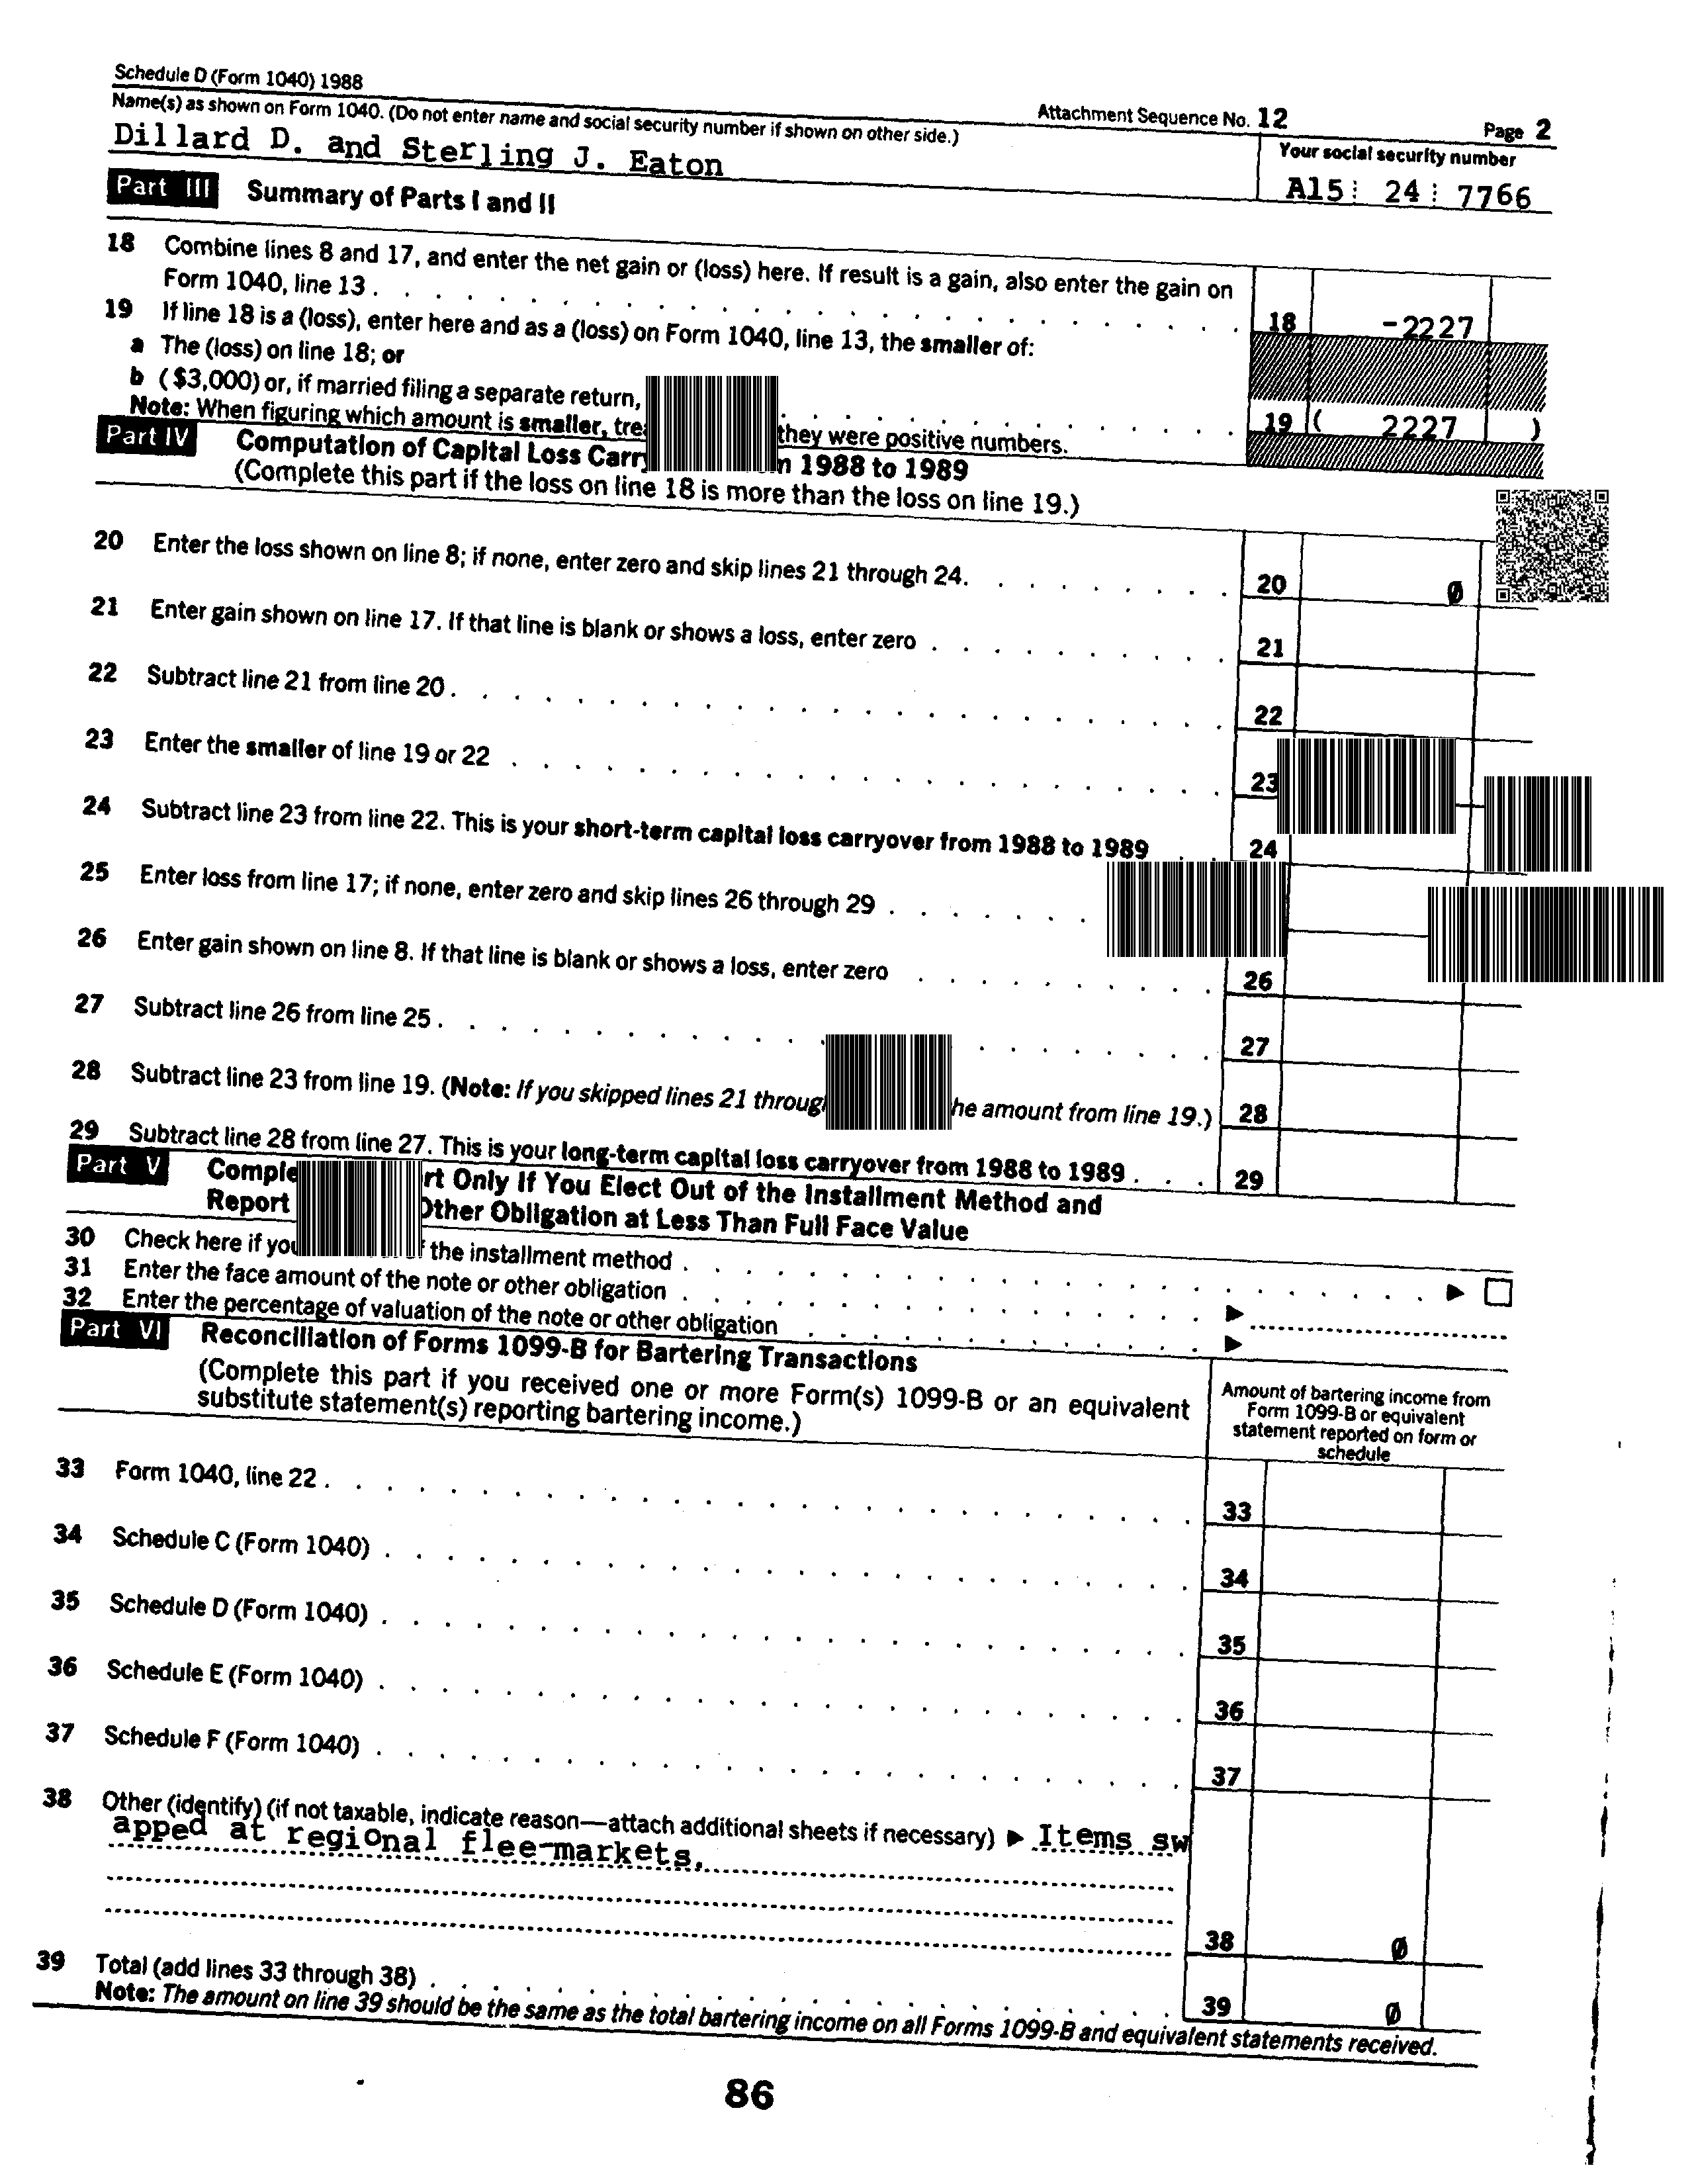 Schedule D (Form 1040) 1988
Attachment Sequence No. 12
Page 2
Name(s) as shown on Form 1040. (Do not enter name and social security number if shown on other side.)
Your social security number
Dillard D. and Sterling J. Eaton
A15 24 7766
Part III Summary of Parts I and II
18 Combine lines 8 and 17, and enter the net gain or (loss) here. If result is a gain, also enter the gain on
Form 1040, line 13 . . . . . . . . . . . . . . . . . . . . . . . 18 -2227
19 If line 18 is a (loss), enter here and as a (loss) on Form 1040, line 13, the smaller of:
a The (loss) on line 18; or
b ($3,000) or, if married filing a separate return, . . . . . . . . . . 19 ( 2227 )
Note: When figuring which amount is smaller, they were positive numbers.
Part IV Computation of Capital Loss 1988 to 1989
(Complete this part if the loss on line 18 is more than the loss on line 19.)
20 Enter the loss shown on line 8; if none, enter zero and skip lines 21 through 24. . . . . . . . . 20 Ø
21 Enter gain shown on line 17. If that line is blank or shows a loss, enter zero . . . . . . . . . . 21
22 Subtract line 21 from line 20 . . . . . . . . . . . . . . . . . . . . . 22
23 Enter the smaller of line 19 or 22 . . . . . . . . . . . . . . . . . . . . 23
24 Subtract line 23 from line 22. This is your short-term capital loss carryover from 1988 to 1989 . . 24
25 Enter loss from line 17; if none, enter zero and skip lines 26 through 29 . . . . . . .
26 Enter gain shown on line 8. If that line is blank or shows a loss, enter zero . . . . . . . . . . 26
27 Subtract line 26 from line 25 . . . . . . . . . . . . . . . . . . . . . 27
28 Subtract line 23 from line 19. (Note: If you skipped lines 21 the amount from line 19.) 28
29 Subtract line 28 from line 27. This is your long-term capital loss carryover from 1988 to 1989 . . . 29
Part V Only If You Elect Out of the Installment Method and
Report Other Obligation at Less Than Full Face Value
30 Check here if the installment method . . . . . . . . . . . . . . . . . . . . ▶ ☐
31 Enter the face amount of the note or other obligation . . . . . . . . . . . . . . ▶
32 Enter the percentage of valuation of the note or other obligation . . . . . . . . . . ▶
Part VI Reconciliation of Forms 1099-B for Bartering Transactions
(Complete this part if you received one or more Form(s) 1099-B or an equivalent
substitute statement(s) reporting bartering income.)
Amount of bartering income from
Form 1099-B or equivalent
statement reported on form or
schedule
33 Form 1040, line 22 . . . . . . . . . . . . . . . . . . . . . . . . 33
34 Schedule C (Form 1040) . . . . . . . . . . . . . . . . . . . . . . 34
35 Schedule D (Form 1040) . . . . . . . . . . . . . . . . . . . . . . 35
36 Schedule E (Form 1040) . . . . . . . . . . . . . . . . . . . . . . 36
37 Schedule F (Form 1040) . . . . . . . . . . . . . . . . . . . . . . 37
38 Other (identify) (if not taxable, indicate reason—attach additional sheets if necessary) ▶ Items sw
apped at regional flee-markets.
38 Ø
39 Total (add lines 33 through 38) . . . . . . . . . . . . . . . . . . . . 39 Ø
Note: The amount on line 39 should be the same as the total bartering income on all Forms 1099-B and equivalent statements received.
86